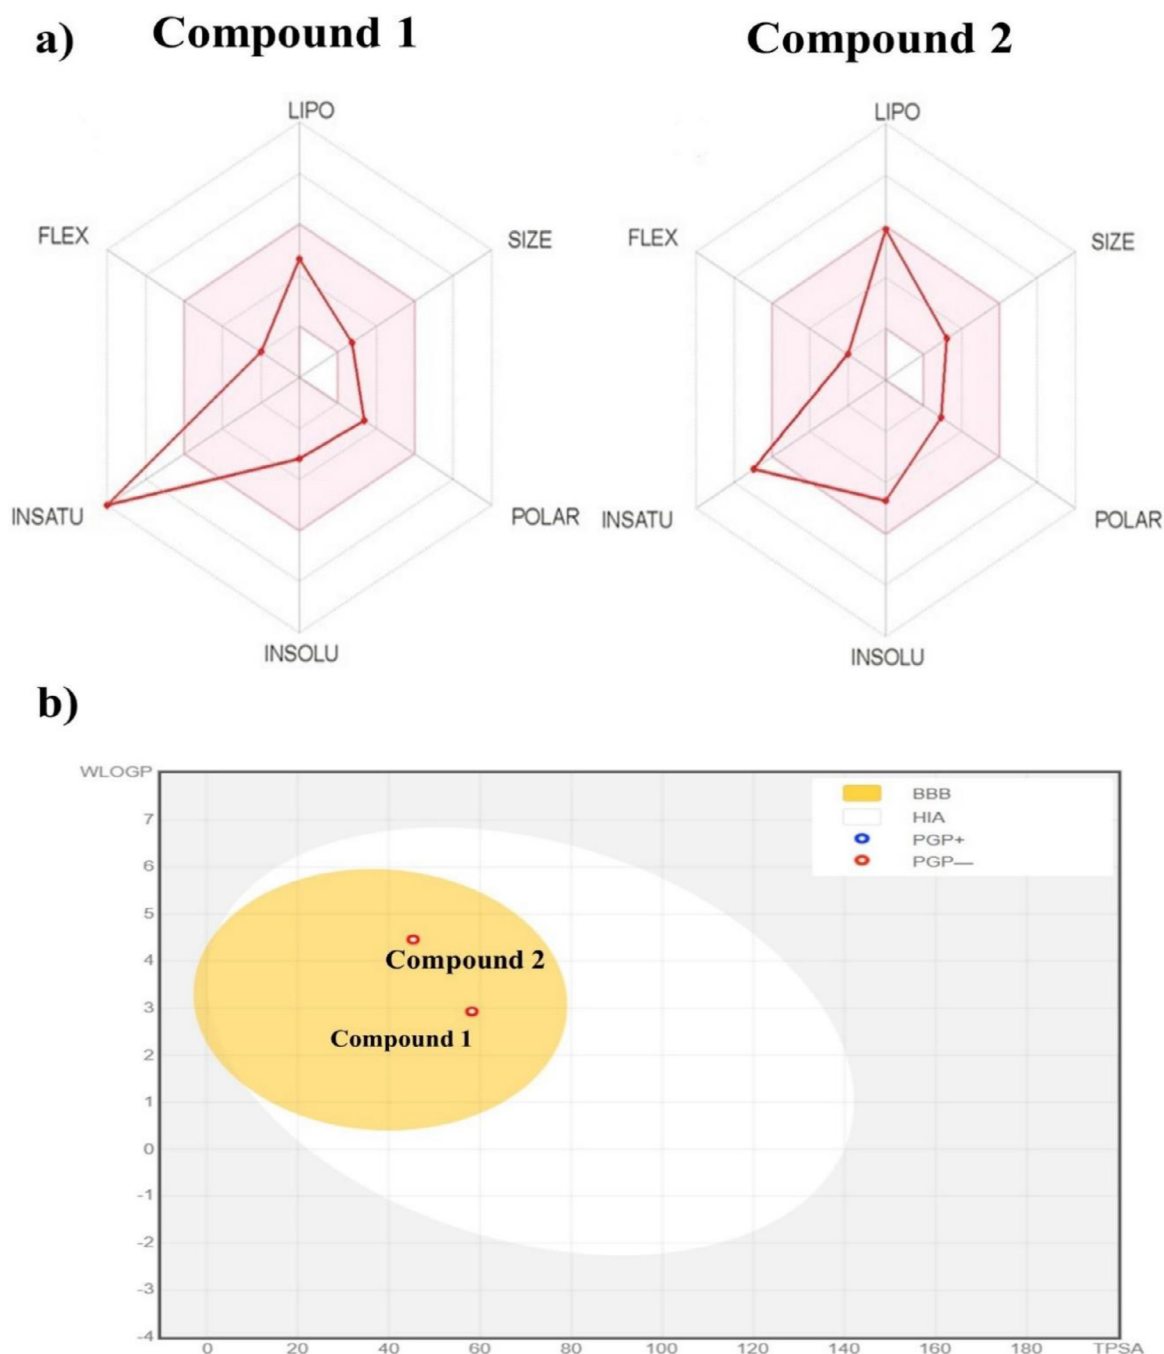 a)
Compound 1
Compound 2
LIPO
FLEX
SIZE
INSATU
POLAR
INSOLU
LIPO
FLEX
SIZE
INSATU
POLAR
INSOLU
b)
WLOGP
7
6
5
4
3
2
1
0
-1
-2
-3
-4
BBB
HIA
PGP+
PGP—
Compound 2
Compound 1
0
20
40
60
80
100
120
140
160
180
TPSA